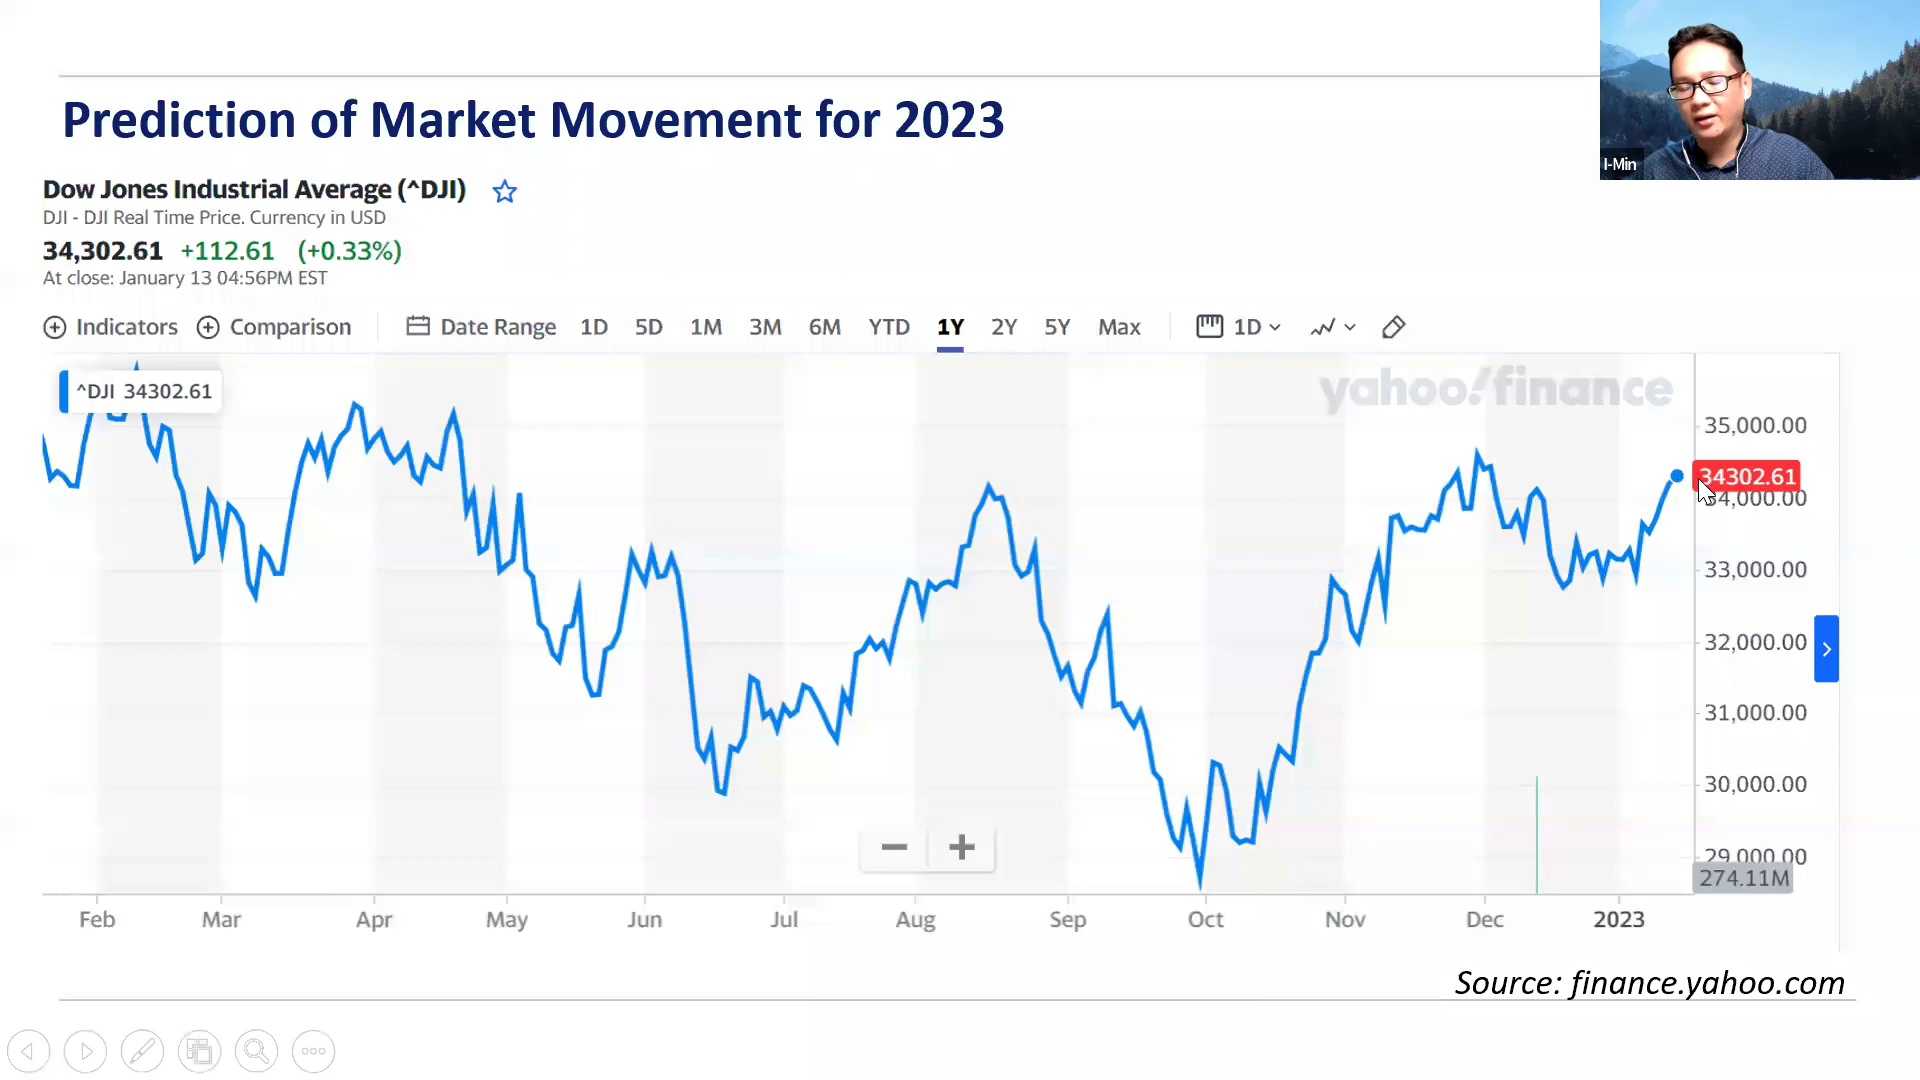 Prediction of Market Movement for 2023
I-Min
Dow Jones Industrial Average (^DJI)
DJI - DJI Real Time Price. Currency in USD
34,302.61 +112.61 (+0.33%)
At close: January 13 04:56PM EST
Indicators Comparison Date Range 1D 5D 1M 3M 6M YTD 1Y 2Y 5Y Max 1D
^DJI 34302.61
yahoo!finance
35,000.00
34302.61
34,000.00
33,000.00
32,000.00
31,000.00
30,000.00
29,000.00
274.11M
Feb Mar Apr May Jun Jul Aug Sep Oct Nov Dec 2023
Source: finance.yahoo.com